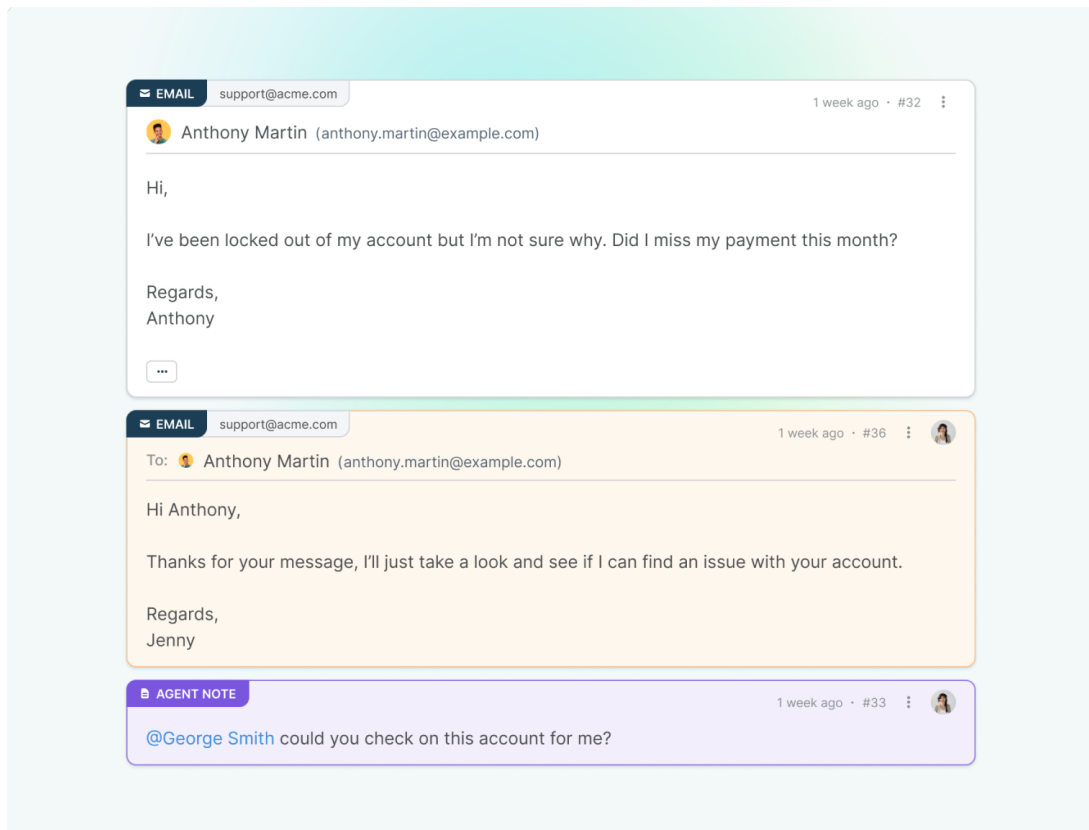 EMAIL support@acme.com
1 week ago · #32
Anthony Martin (anthony.martin@example.com)
Hi,
I’ve been locked out of my account but I’m not sure why. Did I miss my payment this month?
Regards,
Anthony
EMAIL support@acme.com
1 week ago · #36
To: Anthony Martin (anthony.martin@example.com)
Hi Anthony,
Thanks for your message, I’ll just take a look and see if I can find an issue with your account.
Regards,
Jenny
AGENT NOTE
1 week ago · #33
@George Smith could you check on this account for me?